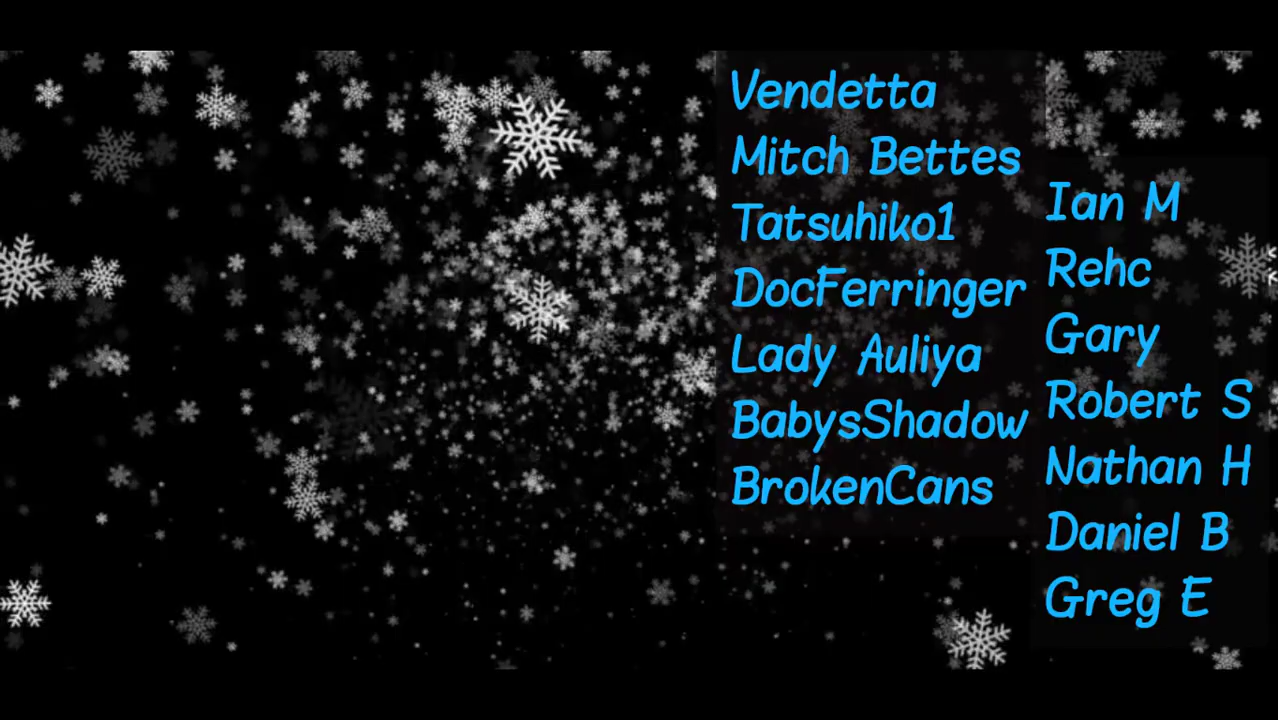 Vendetta
Mitch Bettes
Tatsuhiko1
DocFerringer
Lady Auliya
BabysShadow
BrokenCans
Ian M
Rehc
Gary
Robert S
Nathan H
Daniel B
Greg E